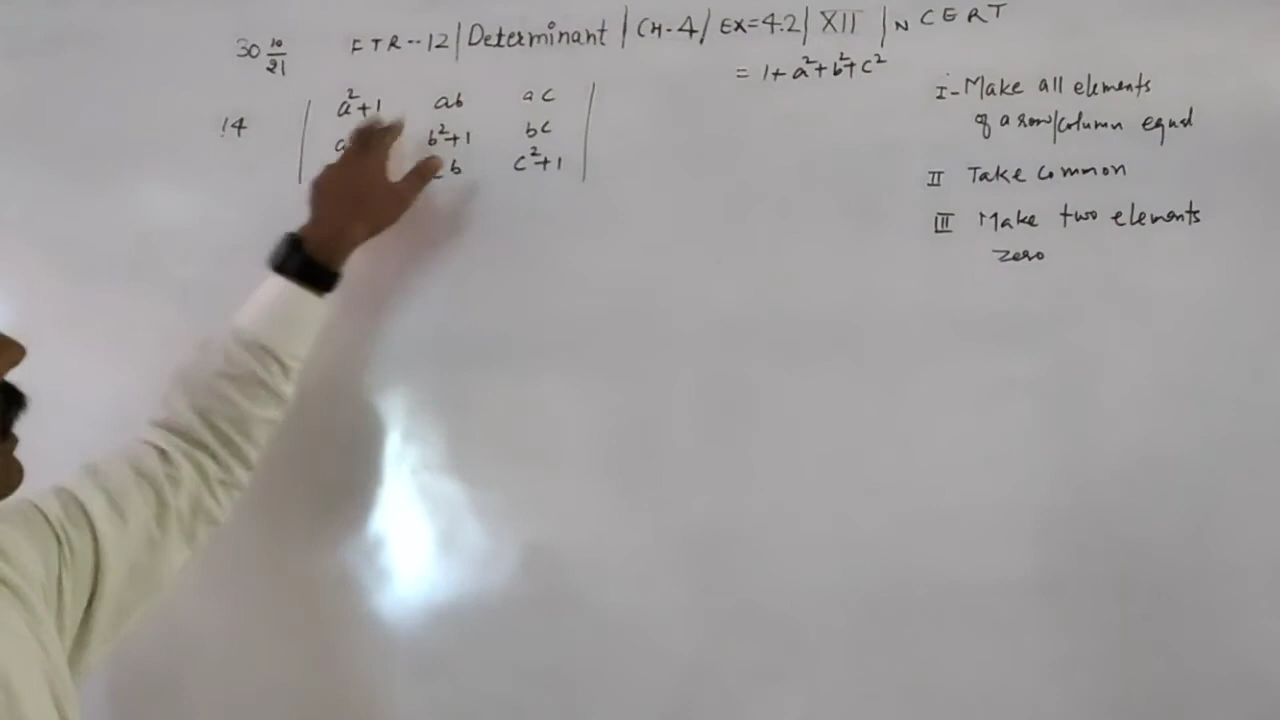 30 10/21 FTR--12 | Determinant | CH-4 / EX=4.2 | XII | NCERT
= 1+a²+b²+c²
14
a²+1 ab ac
b²+1 bc
b c²+1
I- Make all elements
of a row/column equal
II Take common
III Make two elements
zero